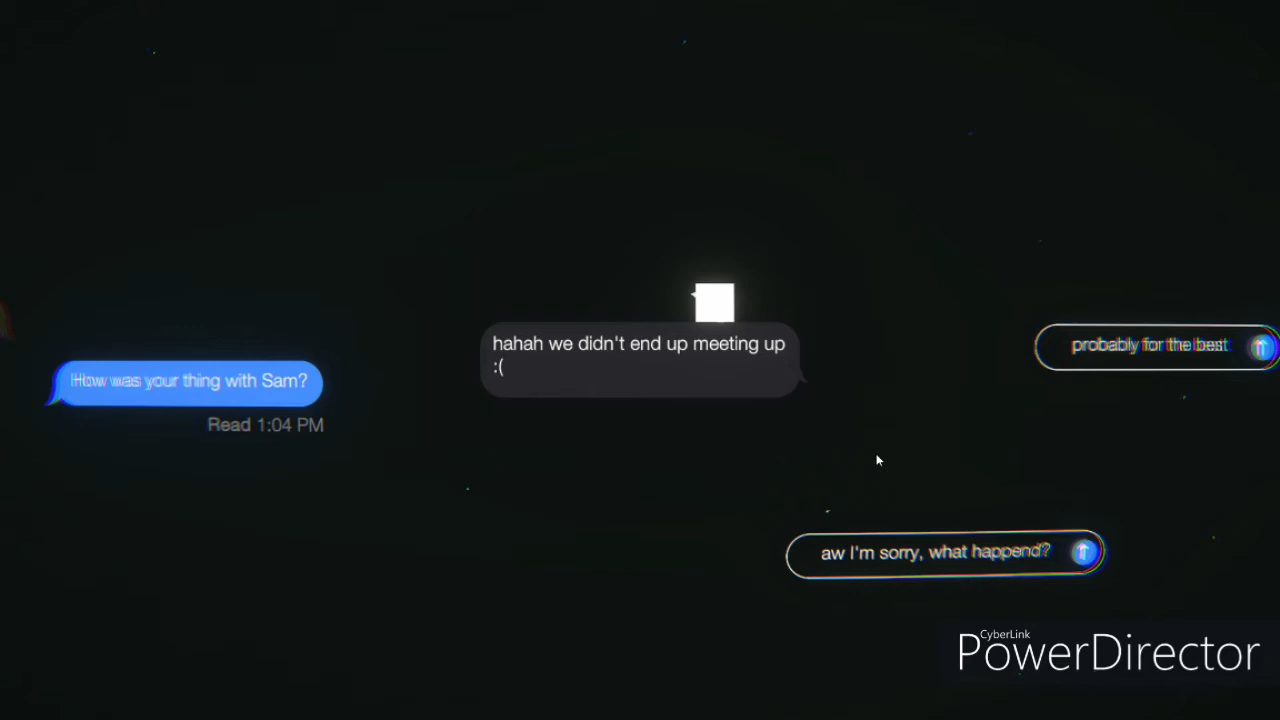 How was your thing with Sam?
Read 1:04 PM
hahah we didn't end up meeting up
:(
probably for the best
aw I'm sorry, what happend?
CyberLink
PowerDirector